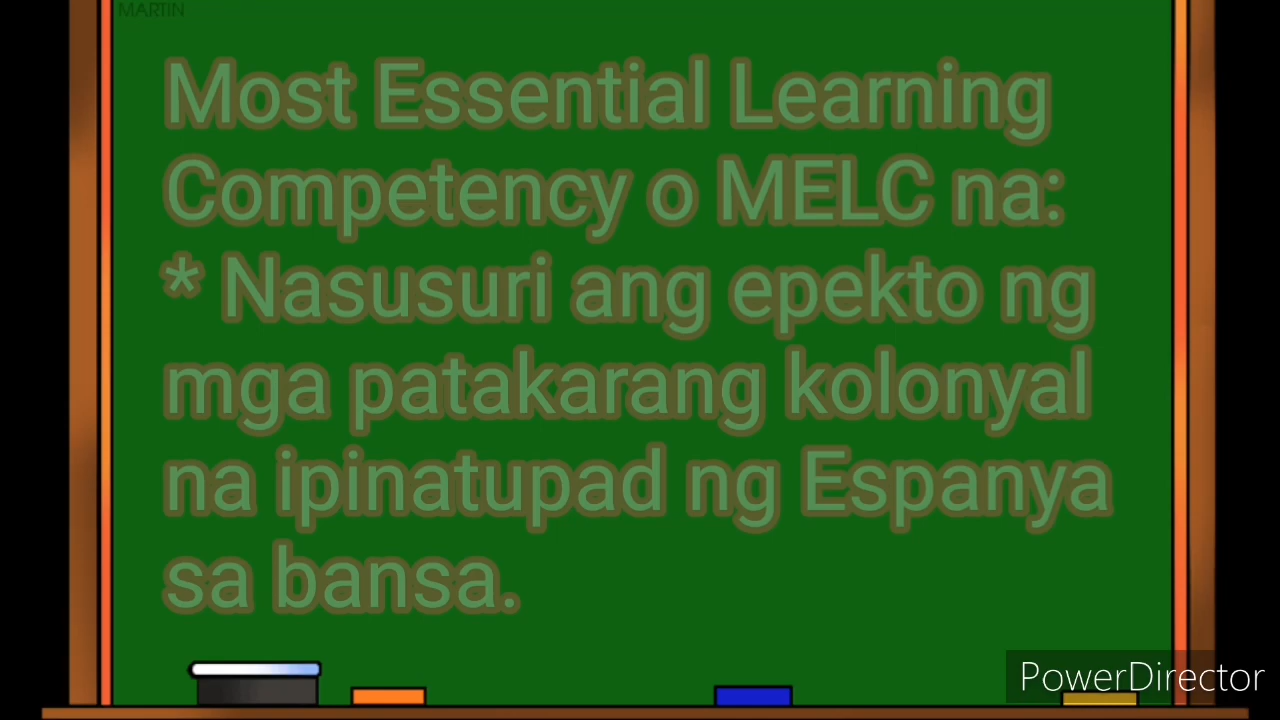 MARTIN
Most Essential Learning
Competency o MELC na:
* Nasusuri ang epekto ng
mga patakarang kolonyal
na ipinatupad ng Espanya
sa bansa.
PowerDirector